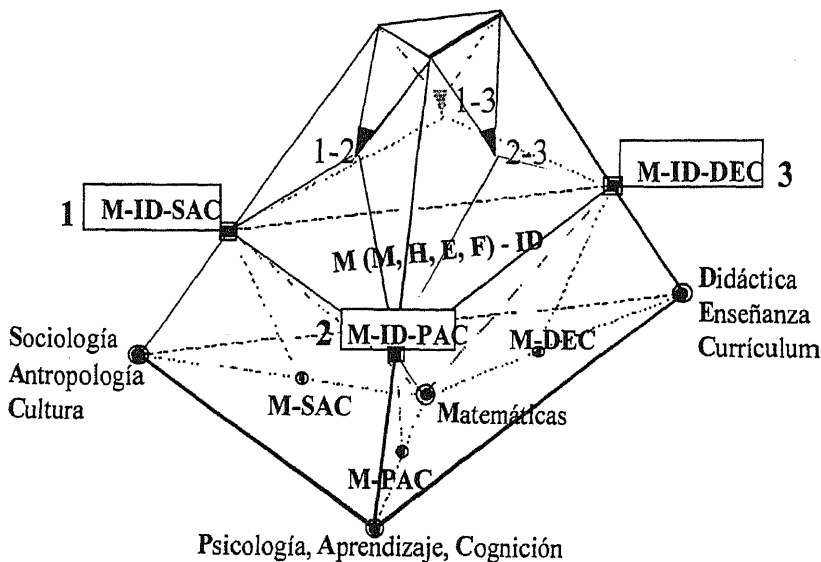 1-3
1-2
2-3
M-ID-DEC 3
1 M-ID-SAC
M (M, H, E, F) - ID
Didáctica
Enseñanza
Currículum
2 M-ID-PAC
M-DEC
Sociología
Antropología
Cultura
M-SAC
Matemáticas
M-PAC
Psicología, Aprendizaje, Cognición